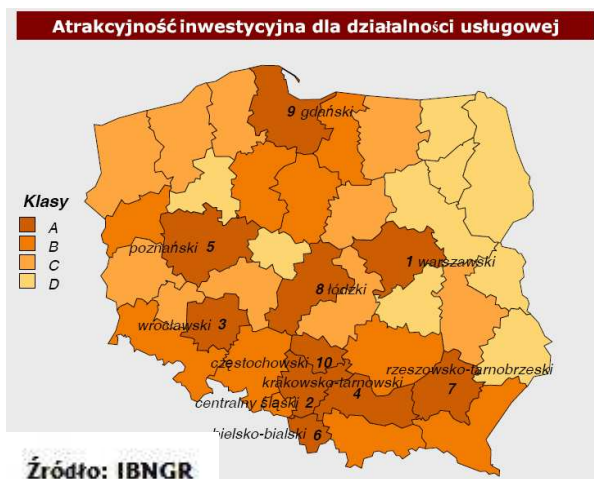 Atrakcyjność inwestycyjna dla działalności usługowej
9 gdański
Klasy
A
B
C
D
poznański 5
1 warszawski
8 łódzki
wrocławski 3
częstochowski 10
rzeszowsko-tarnobrzeski
krakowsko-tarnowski
7
4
centralny śląski 2
bielsko-bialski 6
Źródło: IBNGR